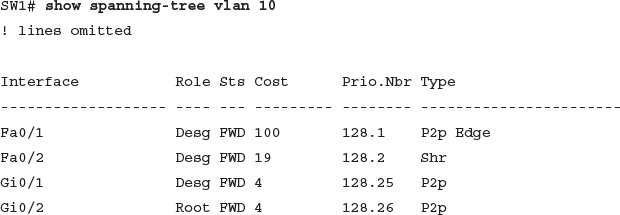 SW1# show spanning-tree vlan 10
! lines omitted
Interface Role Sts Cost Prio.Nbr Type
------------------- ---- --- --------- -------- -----------------------
Fa0/1 Desg FWD 100 128.1 P2p Edge
Fa0/2 Desg FWD 19 128.2 Shr
Gi0/1 Desg FWD 4 128.25 P2p
Gi0/2 Root FWD 4 128.26 P2p